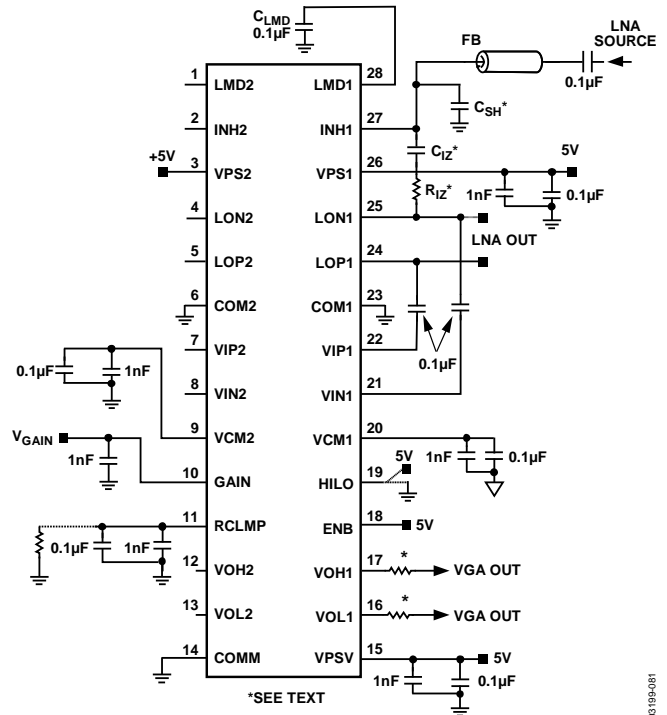 CLMD
0.1µF
FB
LNA
SOURCE
0.1µF
1 LMD2
LMD1 28
CSH*
2 INH2
INH1 27
CIZ*
+5V
3 VPS2
VPS1 26
5V
RIZ*
1nF
0.1µF
4 LON2
LON1 25
LNA OUT
5 LOP2
LOP1 24
6 COM2
COM1 23
7 VIP2
VIP1 22
0.1µF
0.1µF
1nF
8 VIN2
VIN1 21
9 VCM2
VCM1 20
VGAIN
1nF
1nF
0.1µF
10 GAIN
HILO 19
5V
11 RCLMP
ENB 18
5V
0.1µF
1nF
12 VOH2
VOH1 17
*
VGA OUT
13 VOL2
VOL1 16
*
VGA OUT
14 COMM
VPSV 15
5V
1nF
0.1µF
*SEE TEXT
03199-081